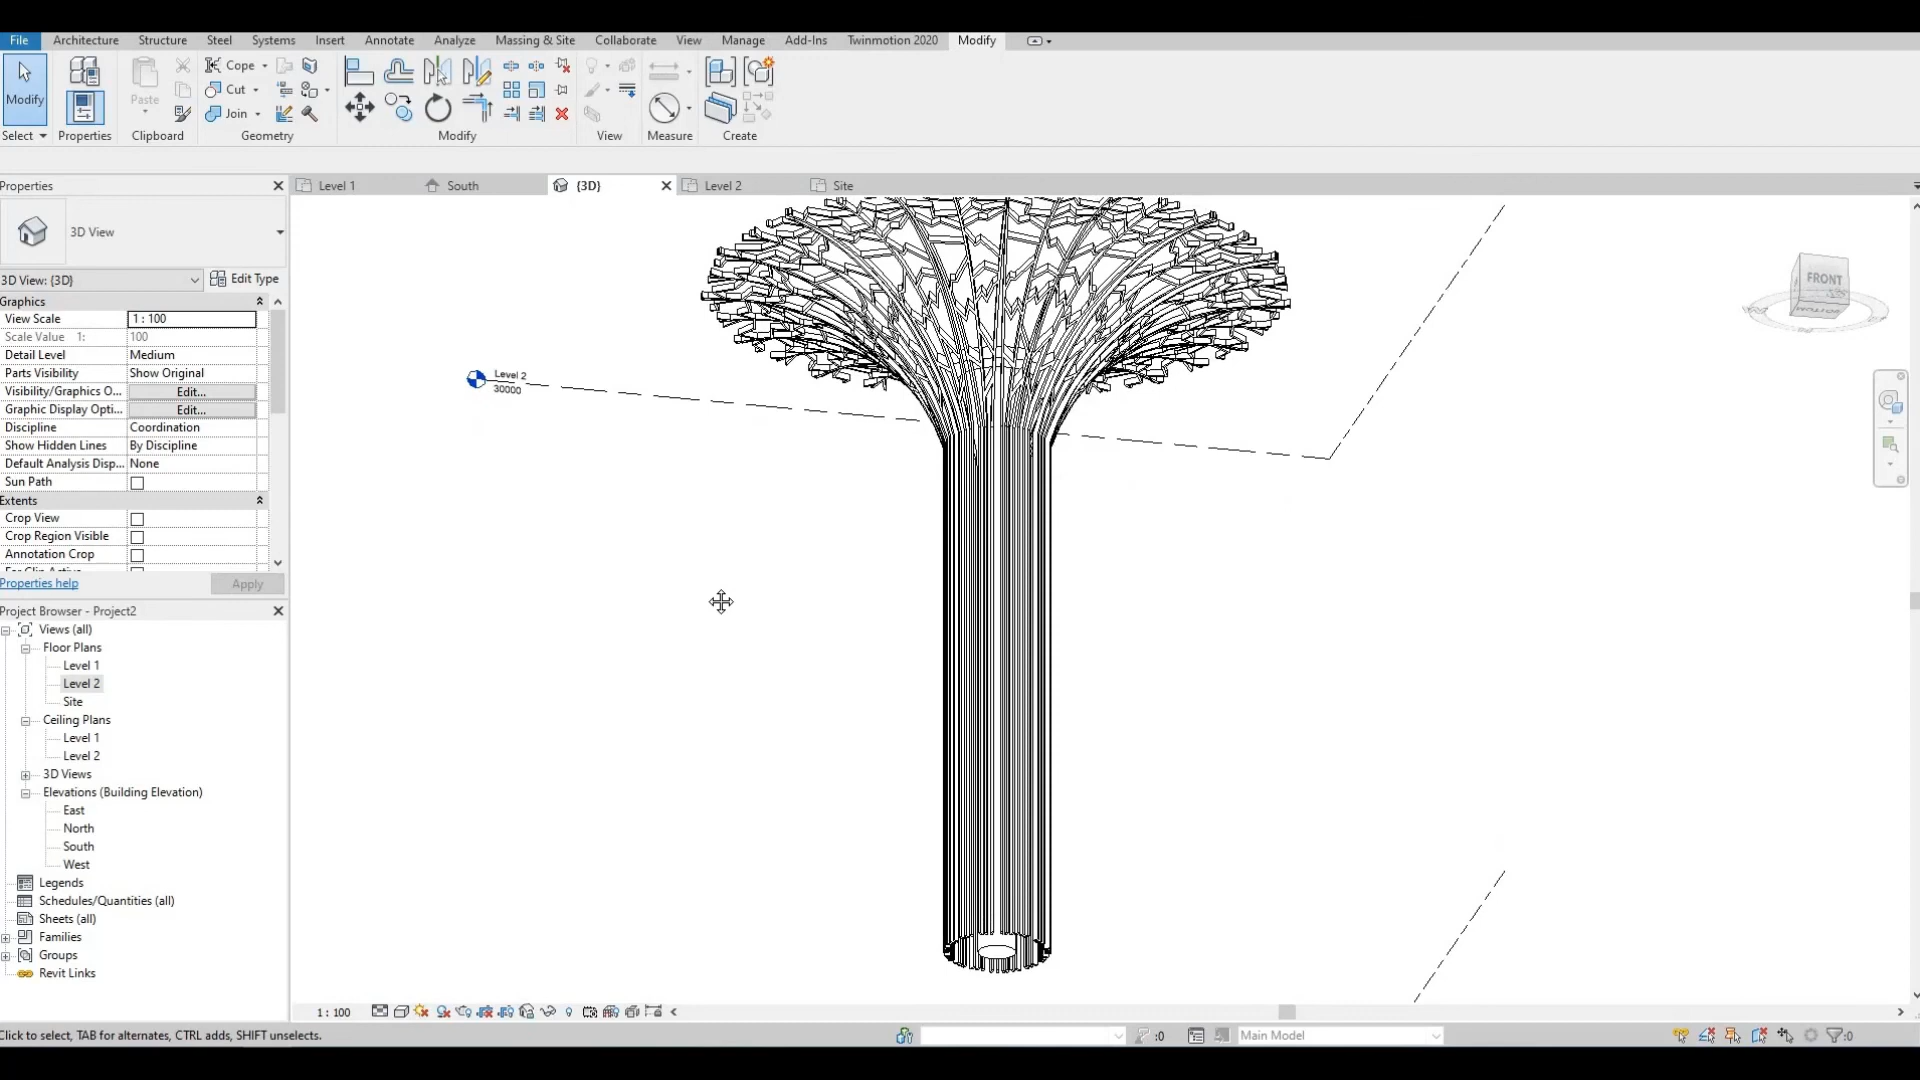 File Architecture Structure Steel Systems Insert Annotate Analyze Massing & Site Collaborate View Manage Add-Ins Twinmotion 2020 Modify
Modify Paste Cope Cut Join
Select Properties Clipboard Geometry Modify View Measure Create
Properties
Level 1 South {3D} Level 2 Site
3D View
3D View: {3D} Edit Type
Graphics
View Scale 1 : 100
Scale Value 1: 100
Detail Level Medium
Parts Visibility Show Original
Visibility/Graphics O... Edit...
Graphic Display Opti... Edit...
Discipline Coordination
Show Hidden Lines By Discipline
Default Analysis Disp... None
Sun Path
Extents
Crop View
Crop Region Visible
Annotation Crop
Properties help Apply
Project Browser - Project2
Views (all)
Floor Plans
Level 1
Level 2
Site
Ceiling Plans
Level 1
Level 2
3D Views
Elevations (Building Elevation)
East
North
South
West
Legends
Schedules/Quantities (all)
Sheets (all)
Families
Groups
Revit Links
Level 2
30000
FRONT
1 : 100
Click to select, TAB for alternates, CTRL adds, SHIFT unselects.
:0
Main Model
:0